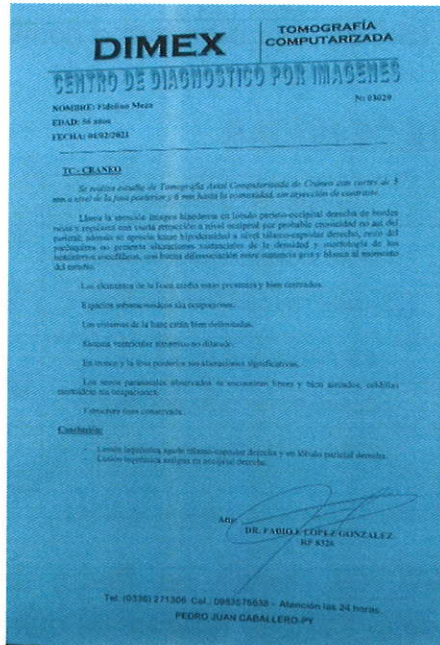 DIMEX
TOMOGRAFÍA
COMPUTARIZADA
CENTRO DE DIAGNOSTICO POR IMAGENES
NOMBRE: Fidelino Meza
Nº: 03029
EDAD: 56 años
FECHA: 04/02/2021
TC - CRANEO
Se realiza estudio de Tomografía Axial Computarizada de Cráneo con cortes de 3
mm a nivel de la fosa posterior y 6 mm hasta la convexidad, sin inyección de contraste.
Llama la atención imagen hipodensa en lóbulo parieto-occipital derecho de bordes
y regulares con cierta retracción a nivel occipital por probable cronicidad no así del
parietal; además se aprecia tenue hipodensidad a nivel tálamo-capsular derecho, resto del
parénquima no presenta alteraciones sustanciales de la densidad y morfología de los
hemisferios encefálicos, con buena diferenciación entre sustancia gris y blanca al momento
del estudio.
Los elementos de la línea media están presentes y bien centrados.
Espacios subaracnoideos sin ocupaciones.
Las cisternas de la base están bien delimitadas.
Sistema ventricular simétrico no dilatado.
En tronco y la fosa posterior sin alteraciones significativas.
Los senos paranasales observados se encuentran libres y bien aireados, celdillas
mastoideas sin ocupaciones.
Estructura ósea conservada.
Conclusión:
- Lesión isquémica aguda tálamo-capsular derecha y en lóbulo parietal derecho.
- Lesión isquémica antigua en occipital derecho.
Atte:
DR. FABIO E LOPEZ GONZALEZ
RP 8326
Tel: (0336) 271306 Cel.: 0983576638 - Atención las 24 horas
PEDRO JUAN CABALLERO-PY